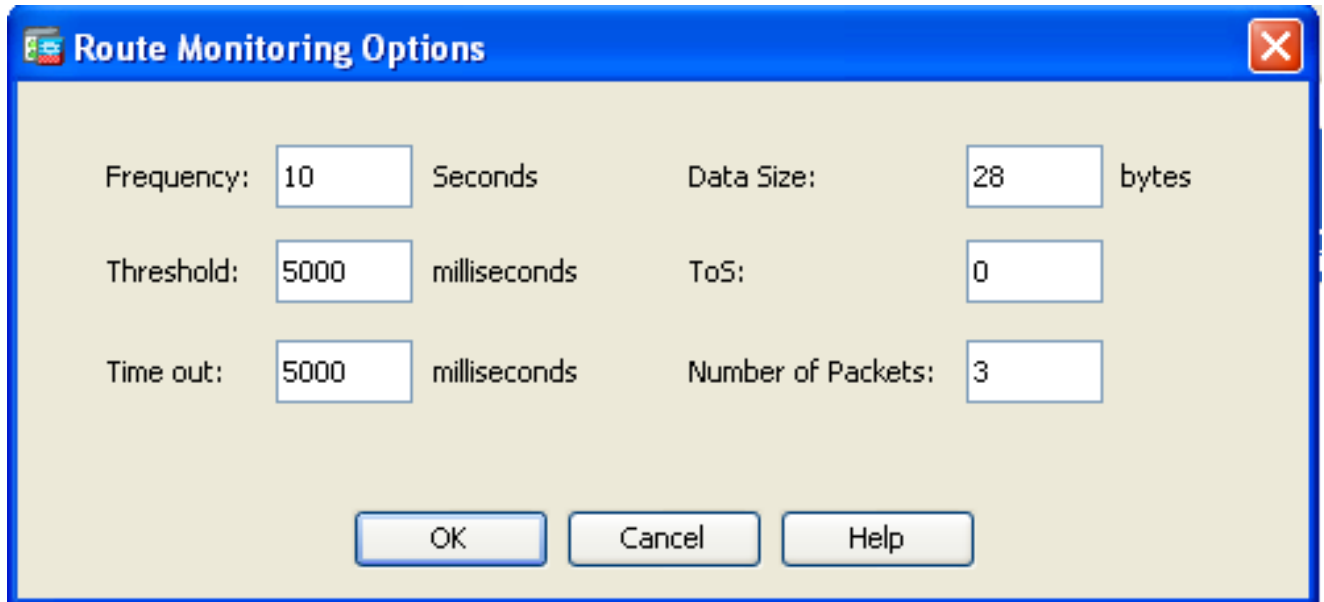 Route Monitoring Options
Frequency: 10 Seconds Data Size: 28 bytes
Threshold: 5000 milliseconds ToS: 0
Time out: 5000 milliseconds Number of Packets: 3
OK Cancel Help